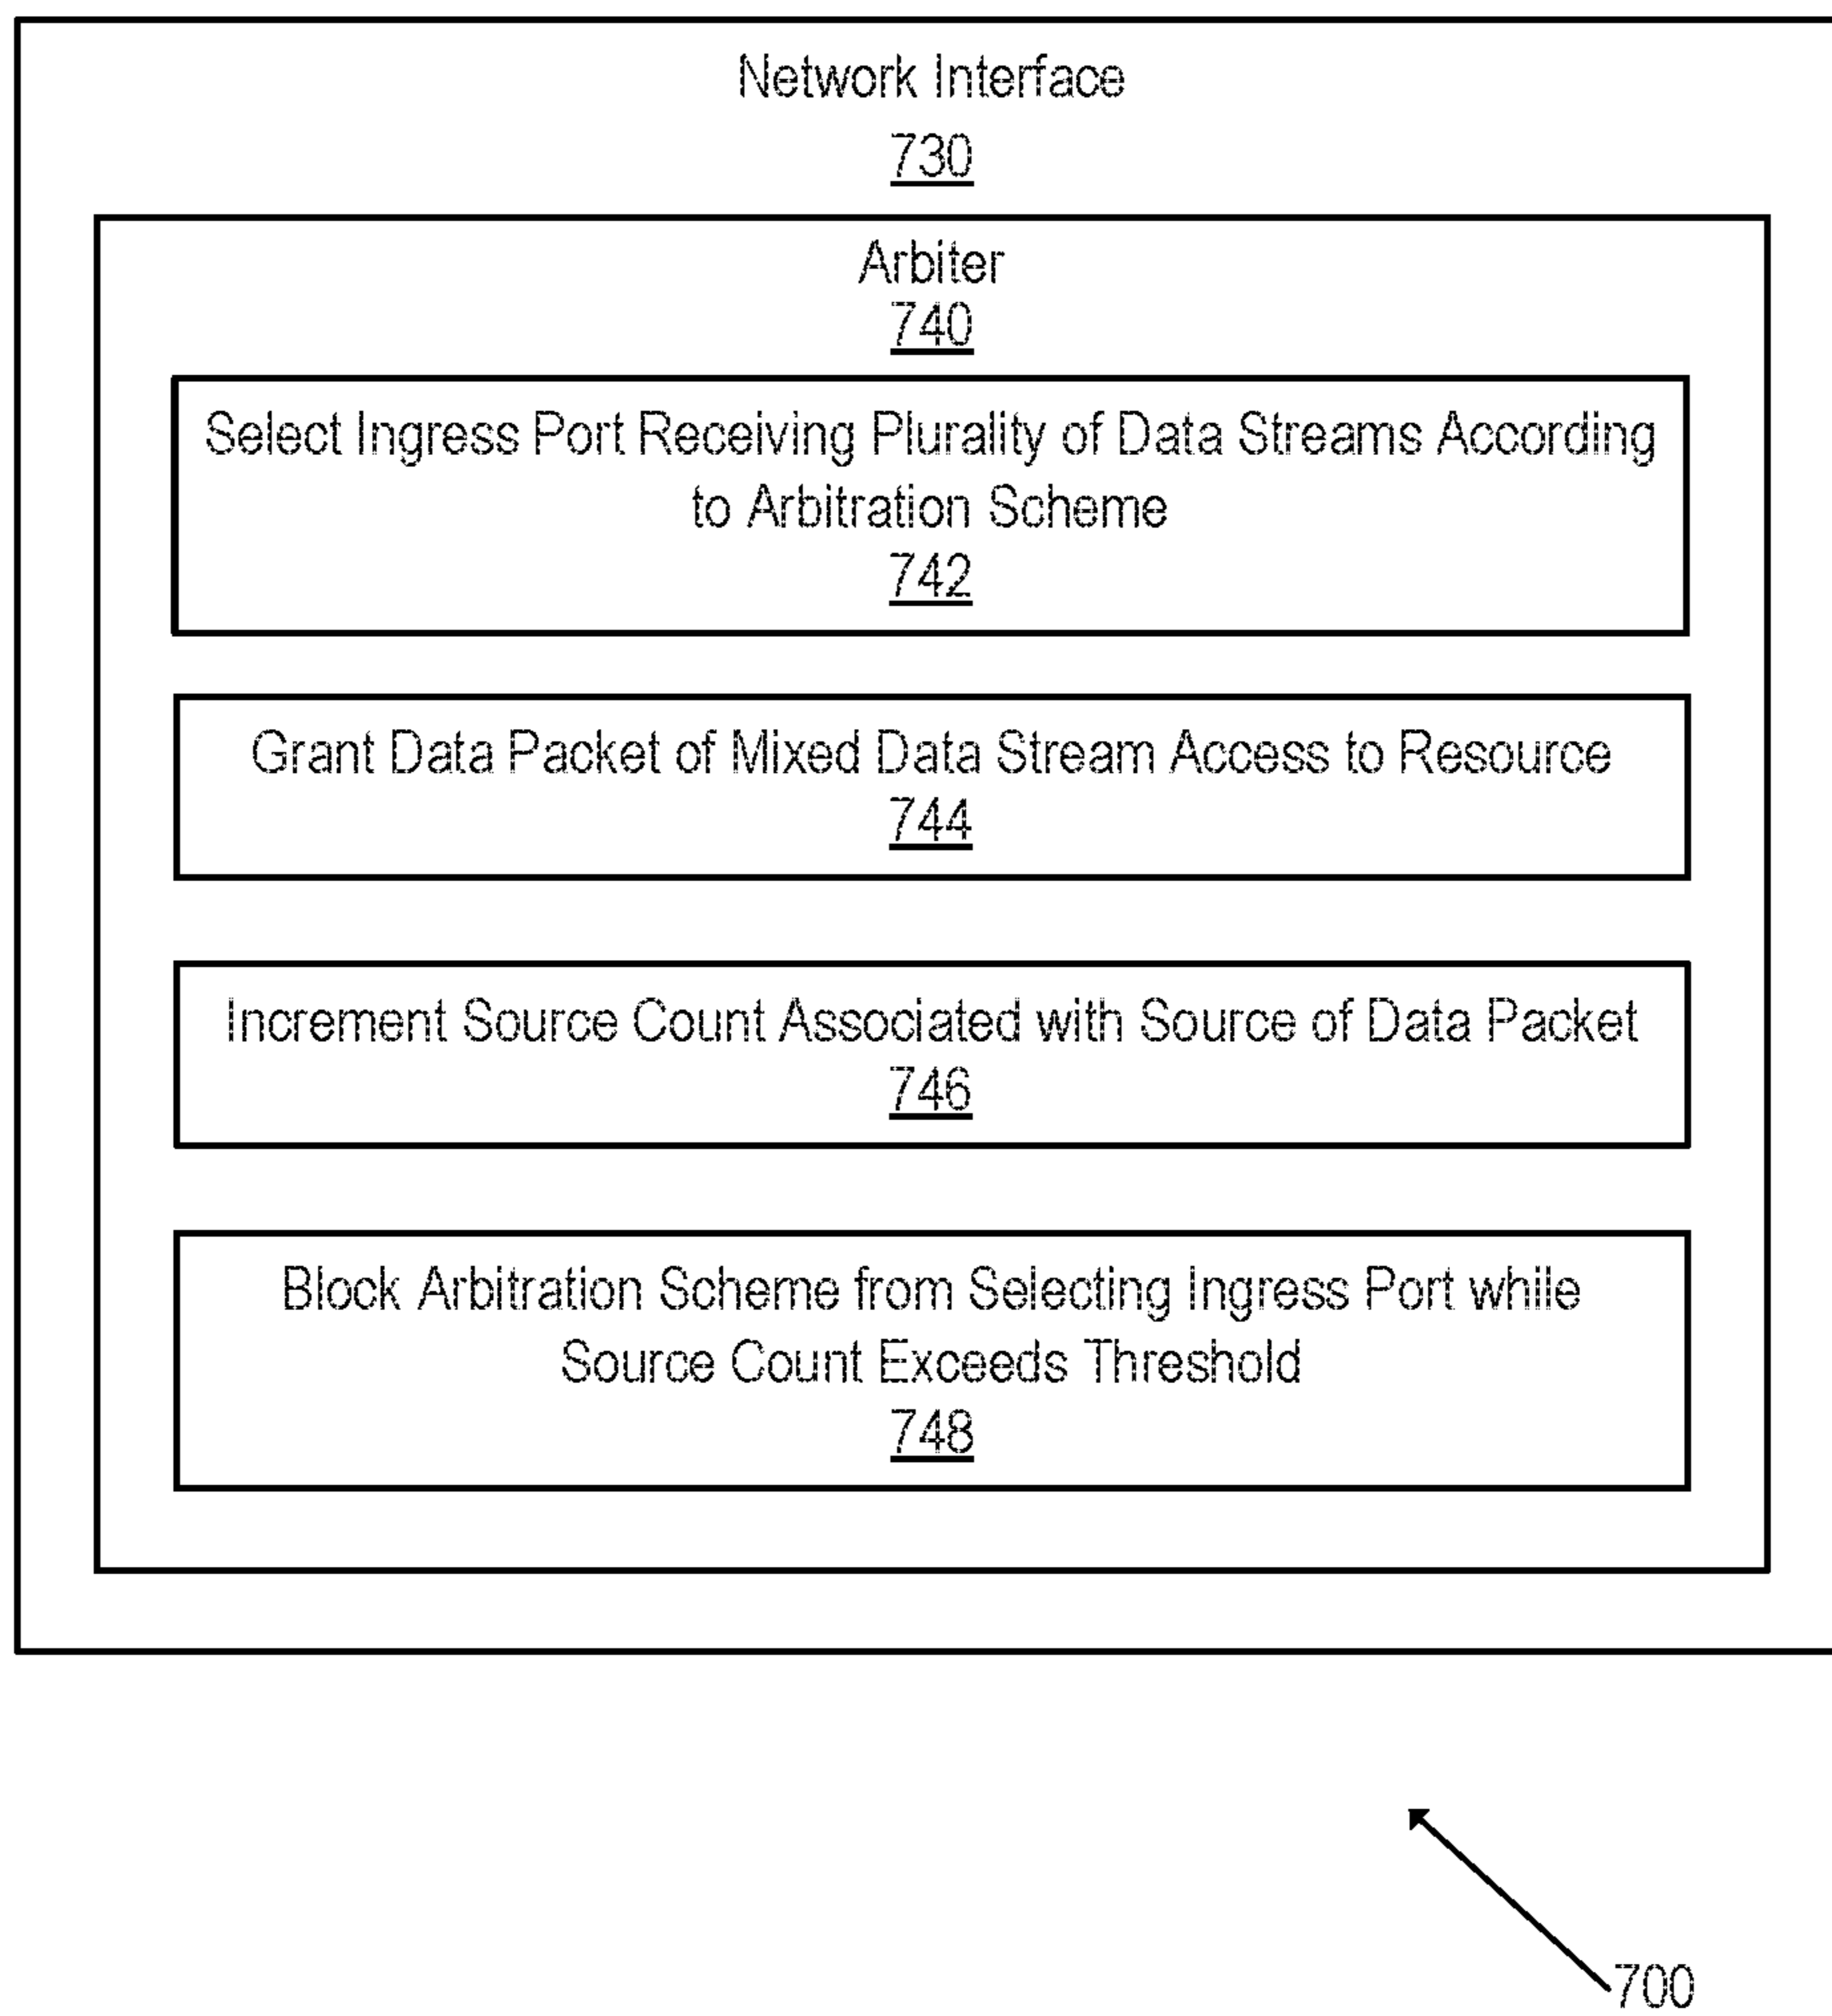 Network Interface
730
Arbiter
740
Select Ingress Port Receiving Plurality of Data Streams According
to Arbitration Scheme
742
Grant Data Packet of Mixed Data Stream Access to Resource
744
Increment Source Count Associated with Source of Data Packet
746
Block Arbitration Scheme from Selecting Ingress Port while
Source Count Exceeds Threshold
748
700